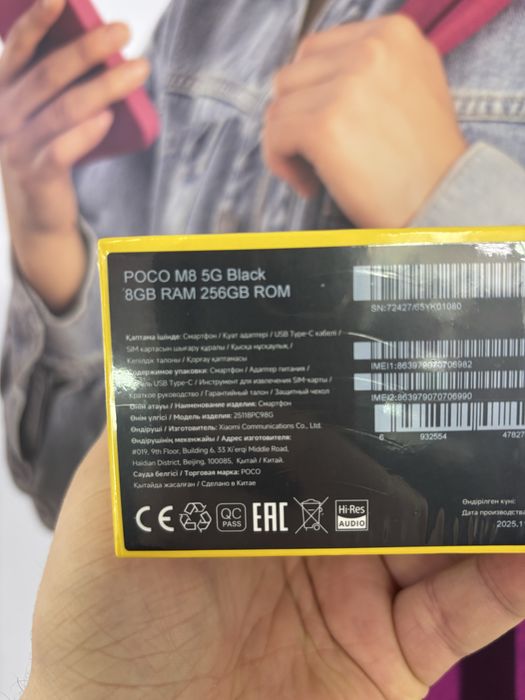 POCO M8 5G Black
8GB RAM 256GB ROM
SN:72427/65YK01080
Қаптама ішінде: Смартфон / Қуат адаптері / USB Type-C кабелі /
SIM картасын шығару құралы / Қысқа нұсқаулық /
Кепілдік талоны / Қорғау қаптамасы
IMEI1:863979070706982
Содержимое упаковки: Смартфон / Адаптер питания /
USB Type-C / Инструмент для извлечения SIM-карты /
Краткое руководство / Гарантийный талон / Защитный чехол
IMEI2:863979070706990
Өнім атауы / Наименование изделия: Смартфон
Өнім үлгісі / Модель изделия: 25118PC98G
Өндіруші / Изготовитель: Xiaomi Communications Co., Ltd.
6 932554 47827
Өндірушінің мекенжайы / Адрес изготовителя:
#019, 9th Floor, Building 6, 33 Xi'erqi Middle Road,
Haidian District, Beijing, 100085, Қытай / Китай.
Сауда белгісі / Торговая марка: POCO
Қытайда жасалған / Сделано в Китае
CE
QC
PASS
EAC
Hi-Res
AUDIO
Өндірілген күні:
Дата производства
2025.1